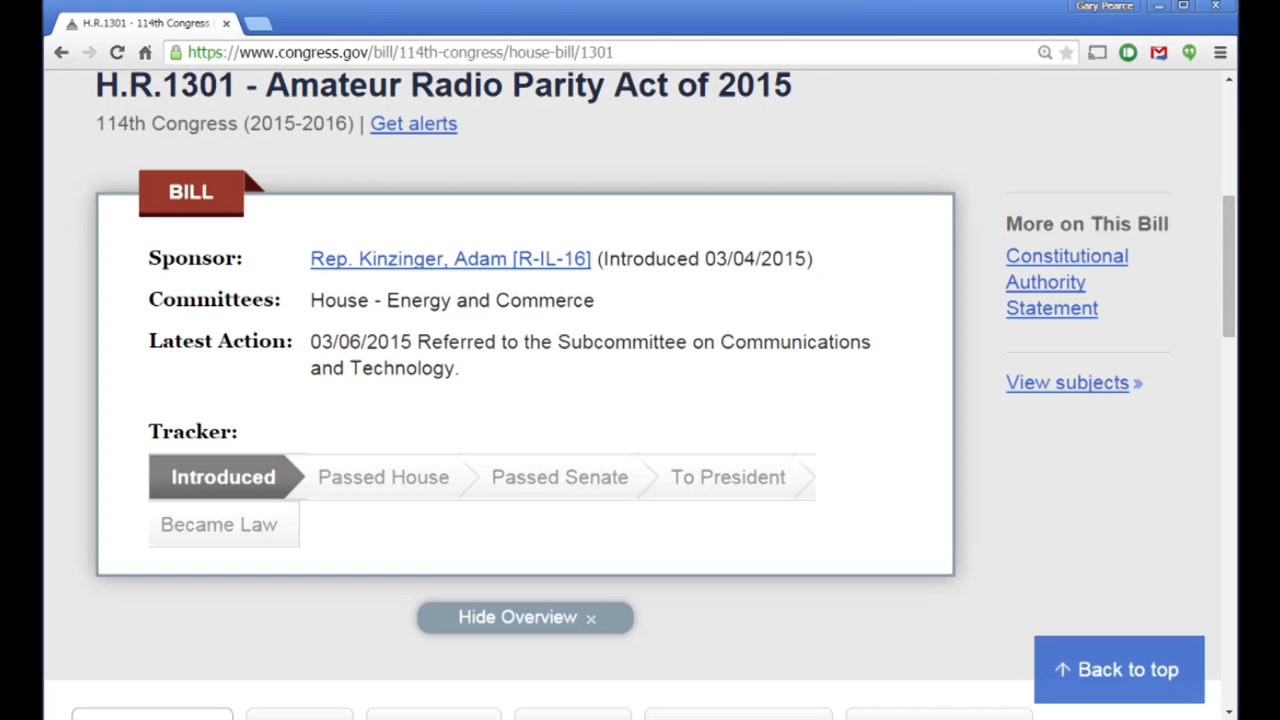 Gary Pearce
H.R.1301 - 114th Congress
https://www.congress.gov/bill/114th-congress/house-bill/1301
H.R.1301 - Amateur Radio Parity Act of 2015
114th Congress (2015-2016) | Get alerts
BILL
Sponsor: Rep. Kinzinger, Adam [R-IL-16] (Introduced 03/04/2015)
Committees: House - Energy and Commerce
Latest Action: 03/06/2015 Referred to the Subcommittee on Communications
and Technology.
Tracker:
Introduced Passed House Passed Senate To President
Became Law
Hide Overview ×
More on This Bill
Constitutional
Authority
Statement
View subjects »
↑ Back to top